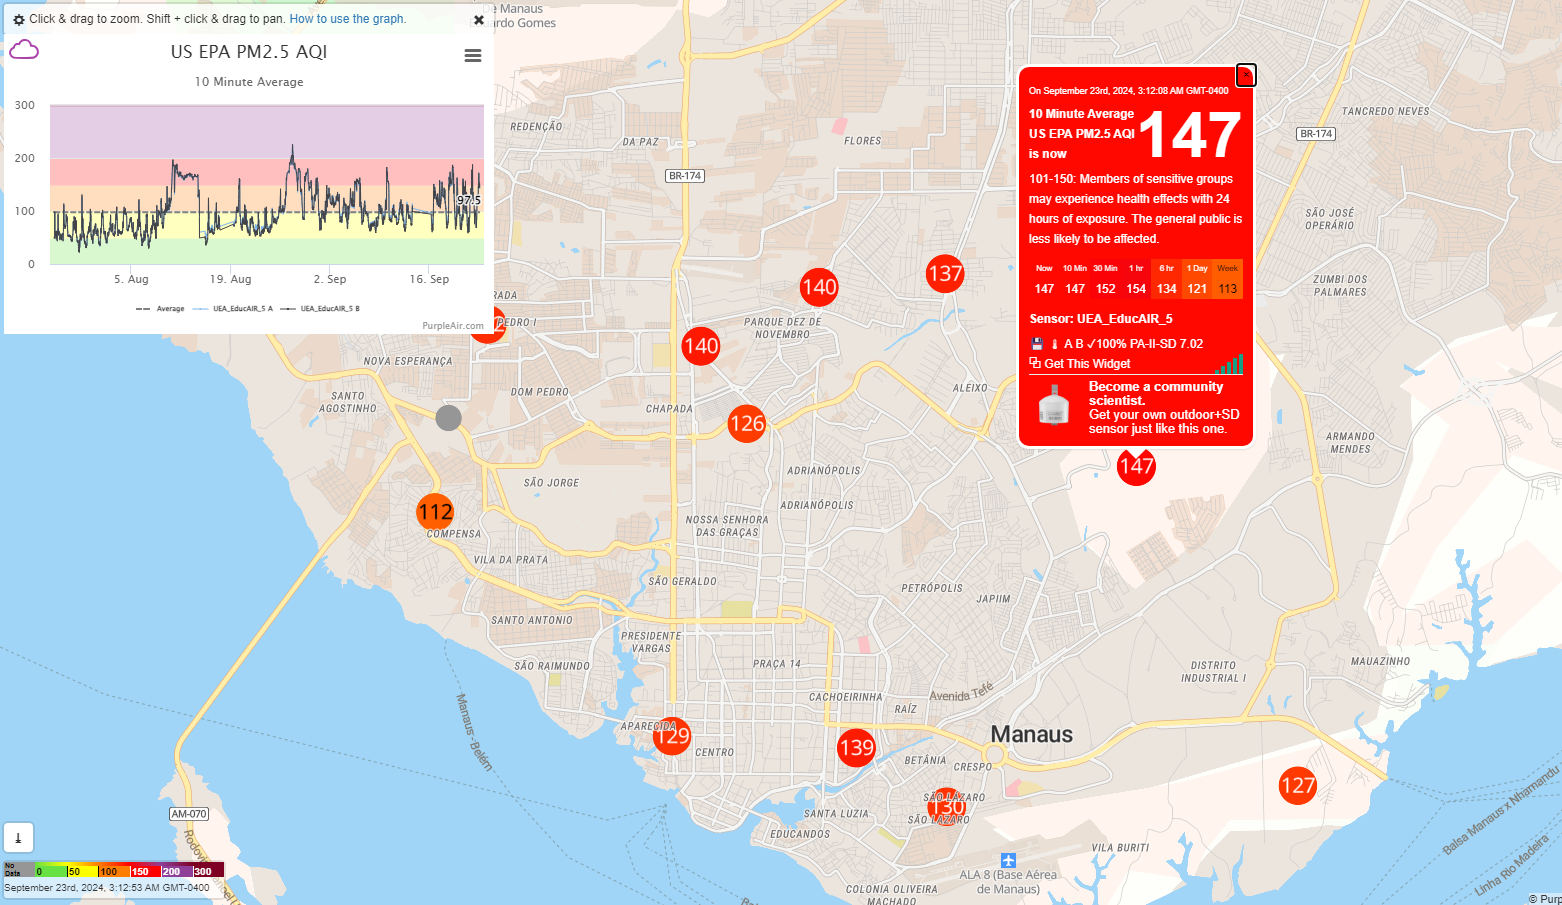 Click & drag to zoom. Shift + click & drag to pan. How to use the graph.
US EPA PM2.5 AQI
10 Minute Average
300
200
100
0
97.5
5. Aug
19. Aug
2. Sep
16. Sep
Average
UEA_EducAIR_5 A
UEA_EducAIR_5 B
PurpleAir.com
De Manaus
On September 23rd, 2024, 3:12:08 AM GMT-0400
10 Minute Average
US EPA PM2.5 AQI
is now
147
101-150: Members of sensitive groups
may experience health effects with 24
hours of exposure. The general public is
less likely to be affected.
Now 10 Min 30 Min 1 hr 6 hr 1 Day Week
147 147 152 154 134 121 113
Sensor: UEA_EducAIR_5
A B ✓100% PA-II-SD 7.02
Get This Widget
Become a community
scientist.
Get your own outdoor+SD
sensor just like this one.
REDENÇÃO
DA PAZ
FLORES
TANCREDO NEVES
BR-174
BR-174
SÃO JOSÉ
OPERÁRIO
ZUMBI DOS
PALMARES
137
140
PEDRO I
PARQUE DEZ DE
NOVEMBRO
140
NOVA ESPERANÇA
DOM PEDRO
ALEIXO
SANTO
AGOSTINHO
CHAPADA
126
ARMANDO
MENDES
147
ADRIANÓPOLIS
SÃO JORGE
ADRIANÓPOLIS
112
COMPENSA
NOSSA SENHORA
DAS GRAÇAS
VILA DA PRATA
SÃO GERALDO
PETRÓPOLIS
JAPIIM
SANTO ANTONIO
PRESIDENTE
VARGAS
SÃO RAIMUNDO
PRAÇA 14
DISTRITO
INDUSTRIAL I
MAUAZINHO
CACHOEIRINHA
Avenida Tefé
RAÍZ
Manaus - Belém
APARECIDA
129
CENTRO
139
Manaus
BETÂNIA
CRESPO
127
SÃO LÁZARO
130
SÃO LÁZARO
SANTA LUZIA
EDUCANDOS
AM-070
VILA BURITI
Balsa Manaus x Nhamundu
Linha Rio Madeira
ALA 8 (Base Aérea
de Manaus)
COLONIA OLIVEIRA
MACHADO
No
Data
0 50 100 150 200 300
September 23rd, 2024, 3:12:53 AM GMT-0400
© Purp